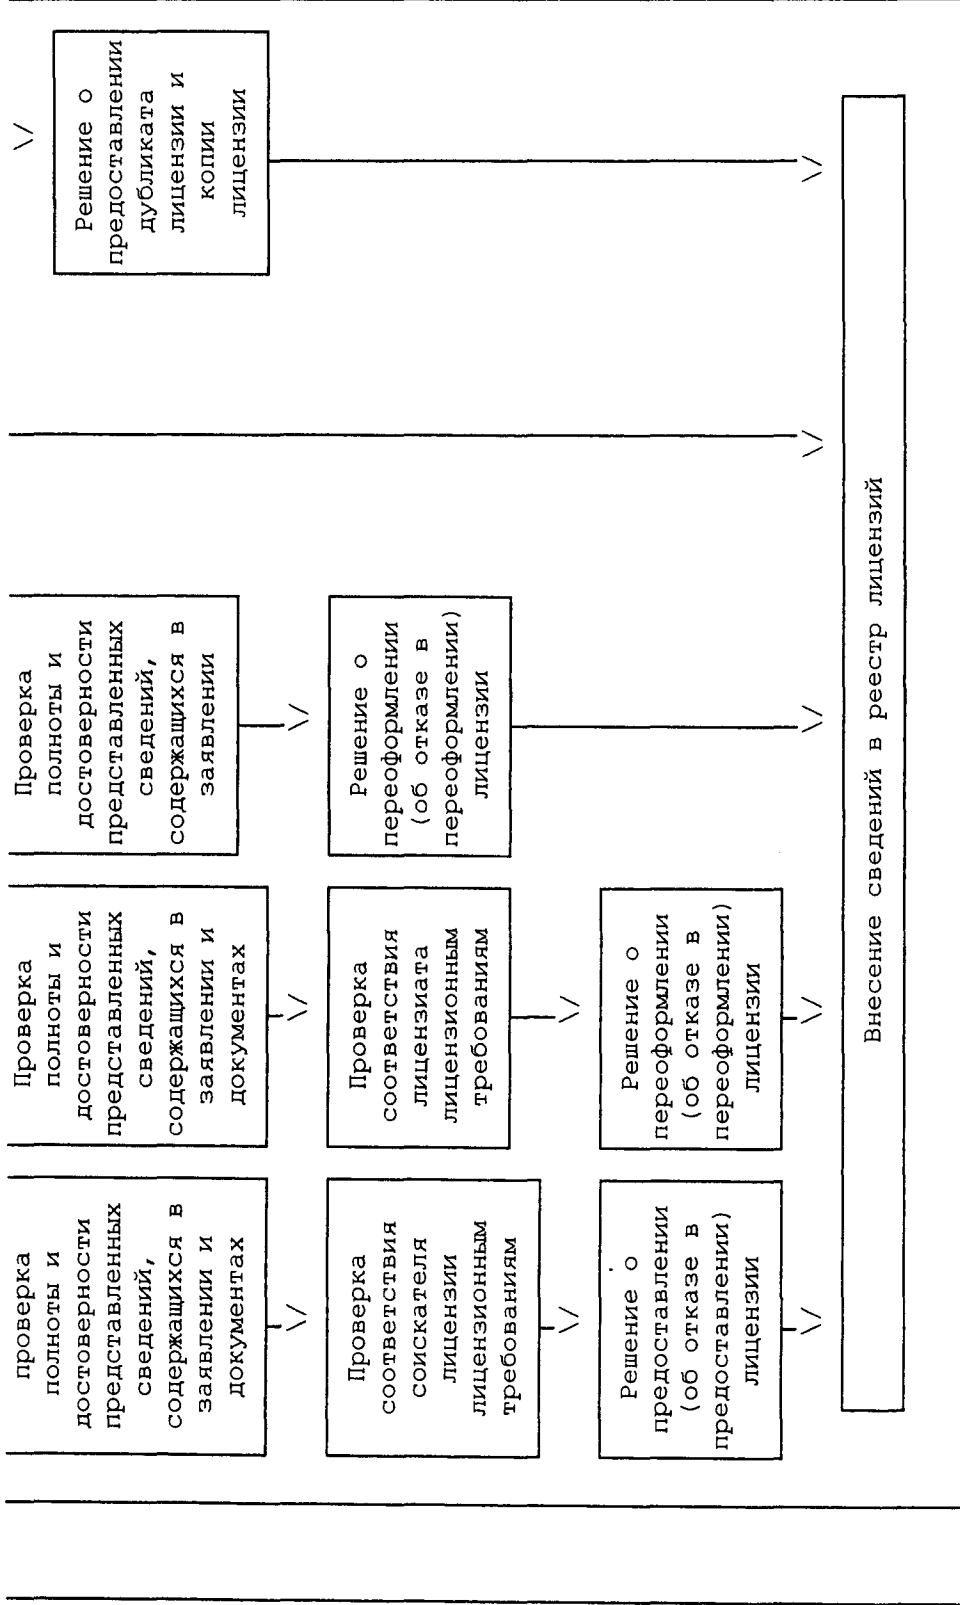 проверка
полноты и
достоверности
представленных
сведений,
содержащихся в
заявлении и
документах
Проверка
соответствия
соискателя
лицензии
лицензионным
требованиям
Решение о
предоставлении
(об отказе в
предоставлении)
лицензии
Проверка
полноты и
достоверности
представленных
сведений,
содержащихся в
заявлении и
документах
Проверка
соответствия
лицензиата
лицензионным
требованиям
Решение о
переоформлении
(об отказе в
переоформлении)
лицензии
Проверка
полноты и
достоверности
представленных
сведений,
содержащихся в
заявлении
Решение о
переоформлении
(об отказе в
переоформлении)
лицензии
Решение о
предоставлении
дубликата
лицензии и
копии
лицензии
Внесение сведений в реестр лицензий